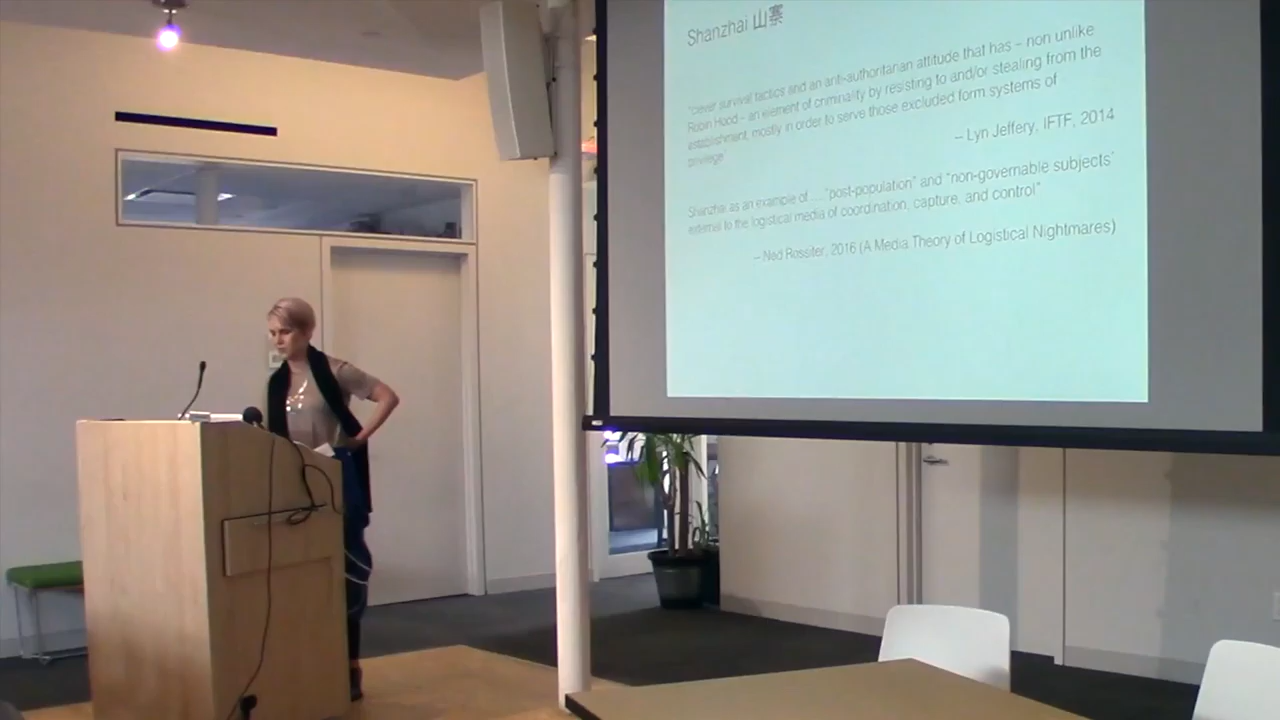 Shanzhai 山寨
"clever survival tactics and an anti-authoritarian attitude that has – non unlike
Robin Hood – an element of criminality by resisting to and/or stealing from the
establishment, mostly in order to serve those excluded form systems of
privilege"
– Lyn Jeffery, IFTF, 2014
Shanzhai as an example of.... "post-population" and "non-governable subjects'
external to the logistical media of coordination, capture, and control"
– Ned Rossiter, 2016 (A Media Theory of Logistical Nightmares)